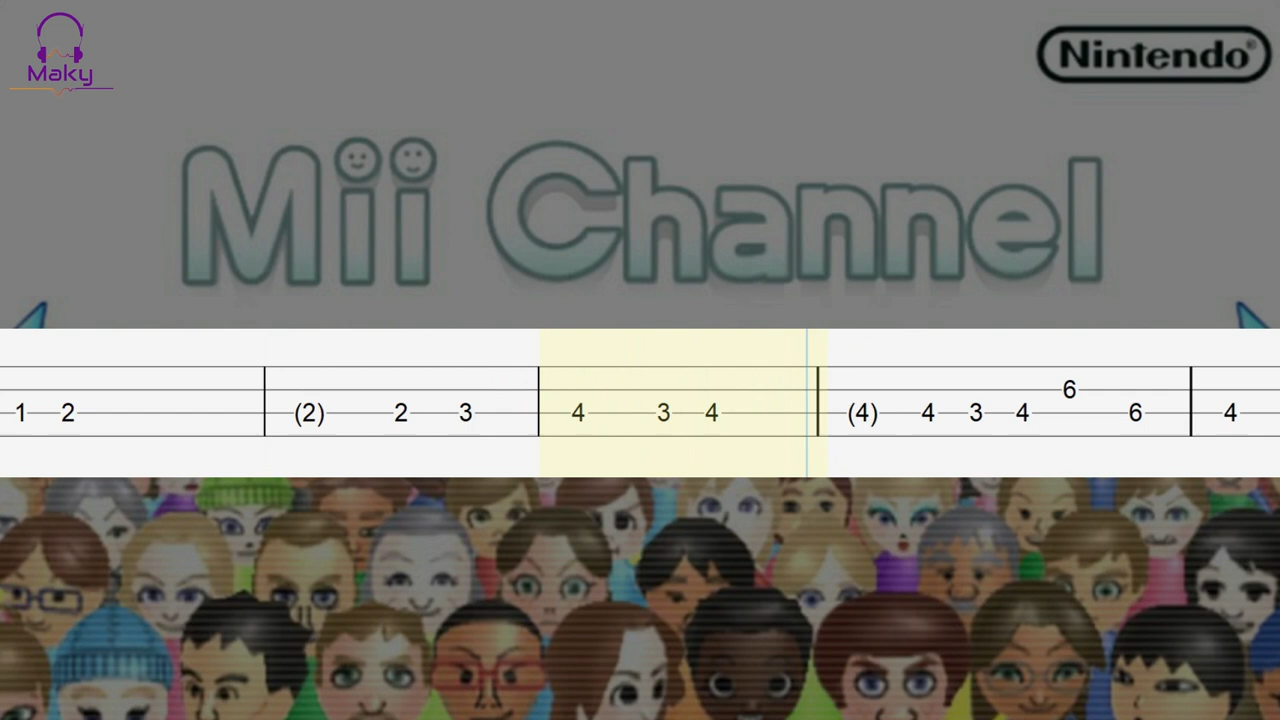 Maky
Nintendo®
Mii Channel
6
1 2 (2) 2 3 4 3 4 (4) 4 3 4 6 4